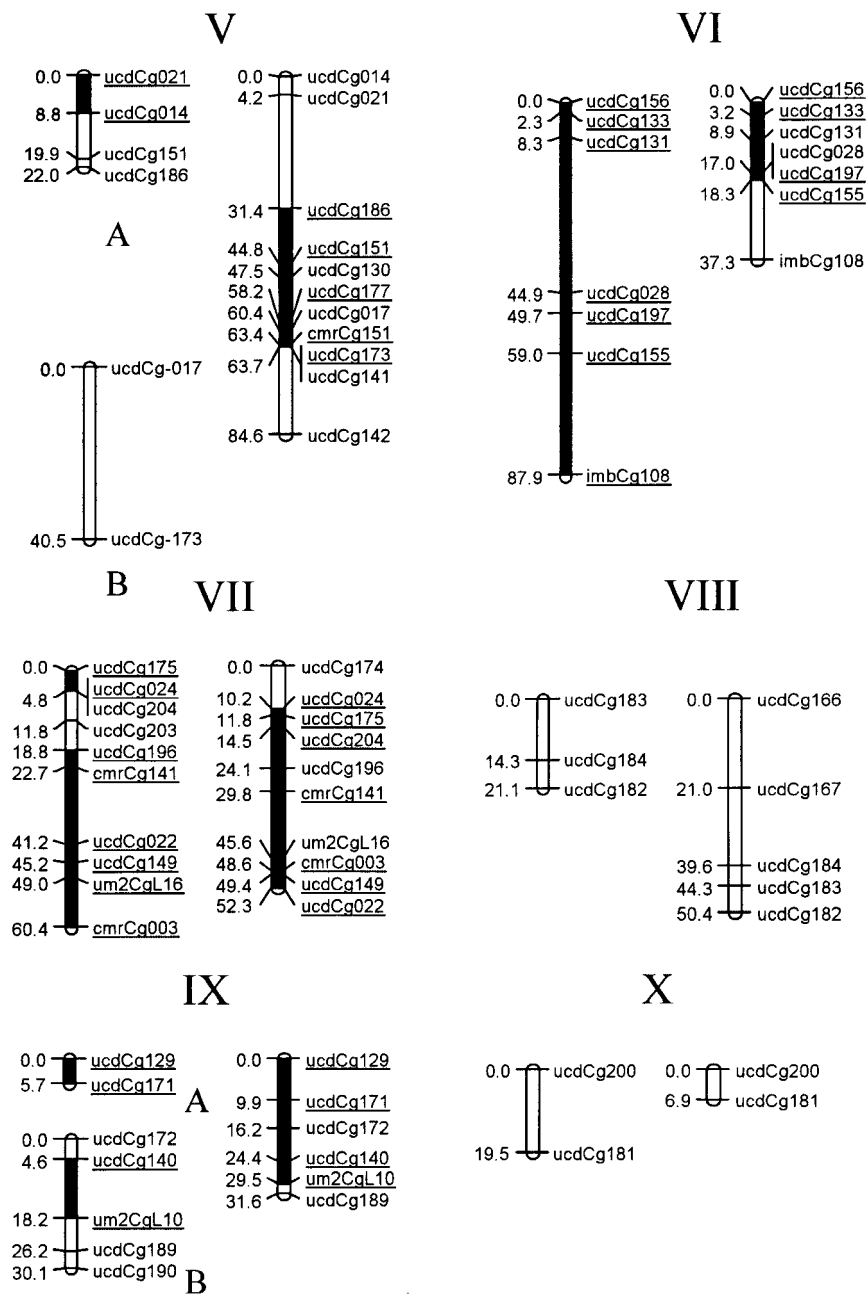 V
0.0 ucdCg021
8.8 ucdCg014
19.9 ucdCg151
22.0 ucdCg186
A
0.0 ucdCg-017
40.5 ucdCg-173
B
0.0 ucdCg014
4.2 ucdCg021
31.4 ucdCg186
44.8 ucdCg151
47.5 ucdCg130
58.2 ucdCg177
60.4 ucdCg017
63.4 cmrCg151
63.7 ucdCg173
ucdCg141
84.6 ucdCg142
VI
0.0 ucdCg156
2.3 ucdCg133
8.3 ucdCg131
44.9 ucdCg028
49.7 ucdCg197
59.0 ucdCg155
87.9 imbCg108
0.0 ucdCg156
3.2 ucdCg133
8.9 ucdCg131
17.0 ucdCg028
ucdCg197
18.3 ucdCg155
37.3 imbCg108
VII
0.0 ucdCg175
4.8 ucdCg024
ucdCg204
11.8 ucdCg203
18.8 ucdCg196
22.7 cmrCg141
41.2 ucdCg022
45.2 ucdCg149
49.0 um2CgL16
60.4 cmrCg003
0.0 ucdCg174
10.2 ucdCg024
11.8 ucdCg175
14.5 ucdCg204
24.1 ucdCg196
29.8 cmrCg141
45.6 um2CgL16
48.6 cmrCg003
49.4 ucdCg149
52.3 ucdCg022
VIII
0.0 ucdCg183
14.3 ucdCg184
21.1 ucdCg182
0.0 ucdCg166
21.0 ucdCg167
39.6 ucdCg184
44.3 ucdCg183
50.4 ucdCg182
IX
0.0 ucdCg129
5.7 ucdCg171
A
0.0 ucdCg172
4.6 ucdCg140
18.2 um2CgL10
26.2 ucdCg189
30.1 ucdCg190
B
0.0 ucdCg129
9.9 ucdCg171
16.2 ucdCg172
24.4 ucdCg140
29.5 um2CgL10
31.6 ucdCg189
X
0.0 ucdCg200
19.5 ucdCg181
0.0 ucdCg200
6.9 ucdCg181